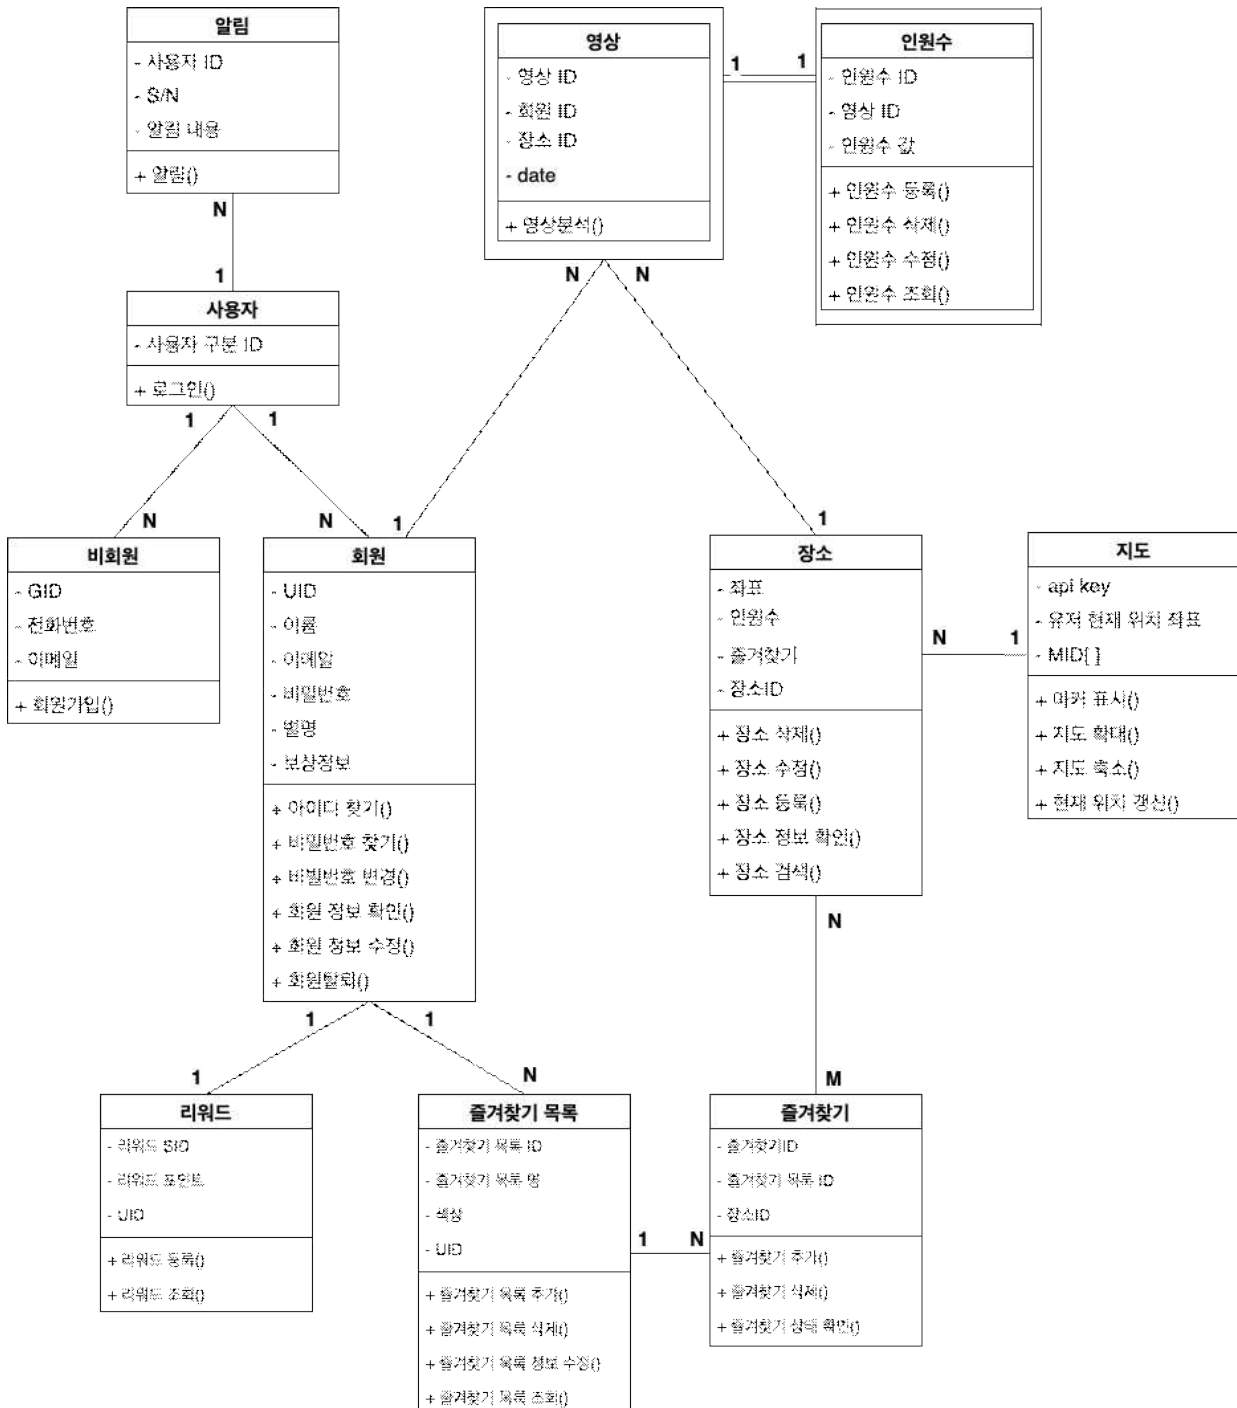 알림
- 사용자 ID
- S/N
- 알림 내용
+ 알림()
N
1
사용자
- 사용자 구분 ID
+ 로그인()
1
1
N
N
영상
- 영상 ID
- 회원 ID
- 장소 ID
- date
+ 영상분석()
1
1
인원수
- 인원수 ID
- 영상 ID
- 인원수 값
+ 인원수 등록()
+ 인원수 삭제()
+ 인원수 수정()
+ 인원수 조회()
N
N
1
1
비회원
- GID
- 전화번호
- 이메일
+ 회원가입()
회원
- UID
- 이름
- 이메일
- 비밀번호
- 별명
- 보상정보
+ 아이디 찾기()
+ 비밀번호 찾기()
+ 비밀번호 변경()
+ 회원 정보 확인()
+ 회원 정보 수정()
+ 회원탈퇴()
장소
- 좌표
- 인원수
- 즐겨찾기
- 장소ID
+ 장소 삭제()
+ 장소 수정()
+ 장소 등록()
+ 장소 정보 확인()
+ 장소 검색()
N
1
지도
- api key
- 유저 현재 위치 좌표
- MID[ ]
+ 마커 표시()
+ 지도 확대()
+ 지도 축소()
+ 현재 위치 갱신()
1
1
1
N
N
M
리워드
- 리워드 SID
- 리워드 포인트
- UID
+ 리워드 등록()
+ 리워드 조회()
즐겨찾기 목록
- 즐겨찾기 목록 ID
- 즐겨찾기 목록 명
- 색상
- UID
+ 즐겨찾기 목록 추가()
+ 즐겨찾기 목록 삭제()
+ 즐겨찾기 목록 정보 수정()
+ 즐겨찾기 목록 조회()
1
N
즐겨찾기
- 즐겨찾기ID
- 즐겨찾기 목록 ID
- 장소ID
+ 즐겨찾기 추가()
+ 즐겨찾기 삭제()
+ 즐겨찾기 상태 확인()